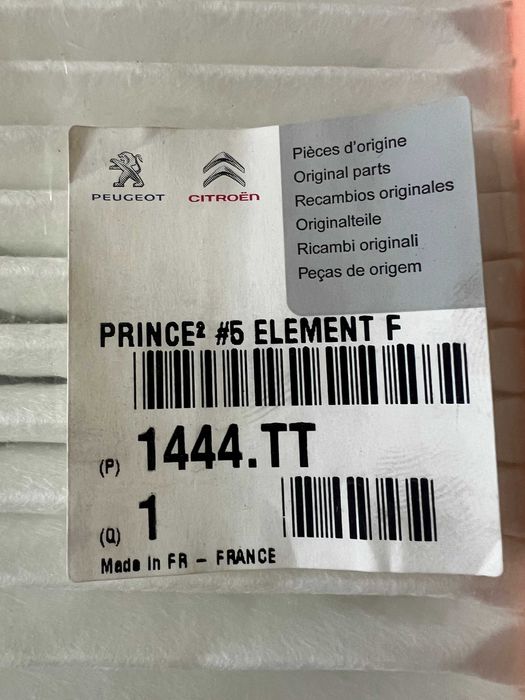 PEUGEOT
CITROËN
Pièces d'origine
Original parts
Recambios originales
Originalteile
Ricambi originali
Peças de origem
PRINCE² #5 ELEMENT F
(P) 1444.TT
(Q) 1
Made in FR - FRANCE